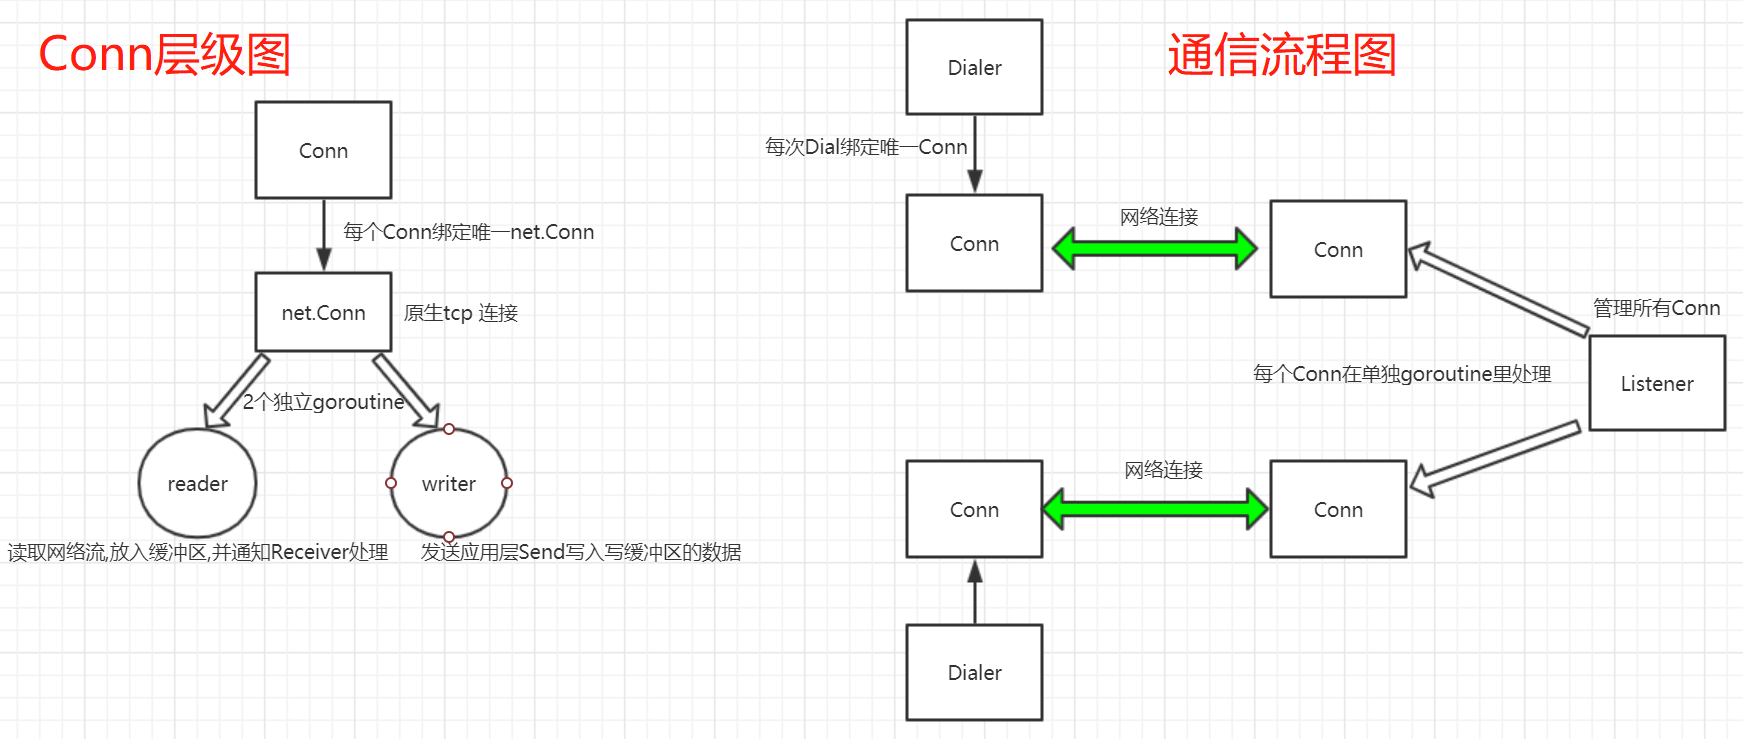 Conn层级图
Conn
每个Conn绑定唯一net.Conn
net.Conn
原生tcp 连接
2个独立goroutine
reader
writer
读取网络流,放入缓冲区,并通知Receiver处理
发送应用层Send写入写缓冲区的数据
通信流程图
Dialer
每次Dial绑定唯一Conn
Conn
网络连接
Conn
管理所有Conn
每个Conn在单独goroutine里处理
Listener
Conn
网络连接
Conn
Dialer